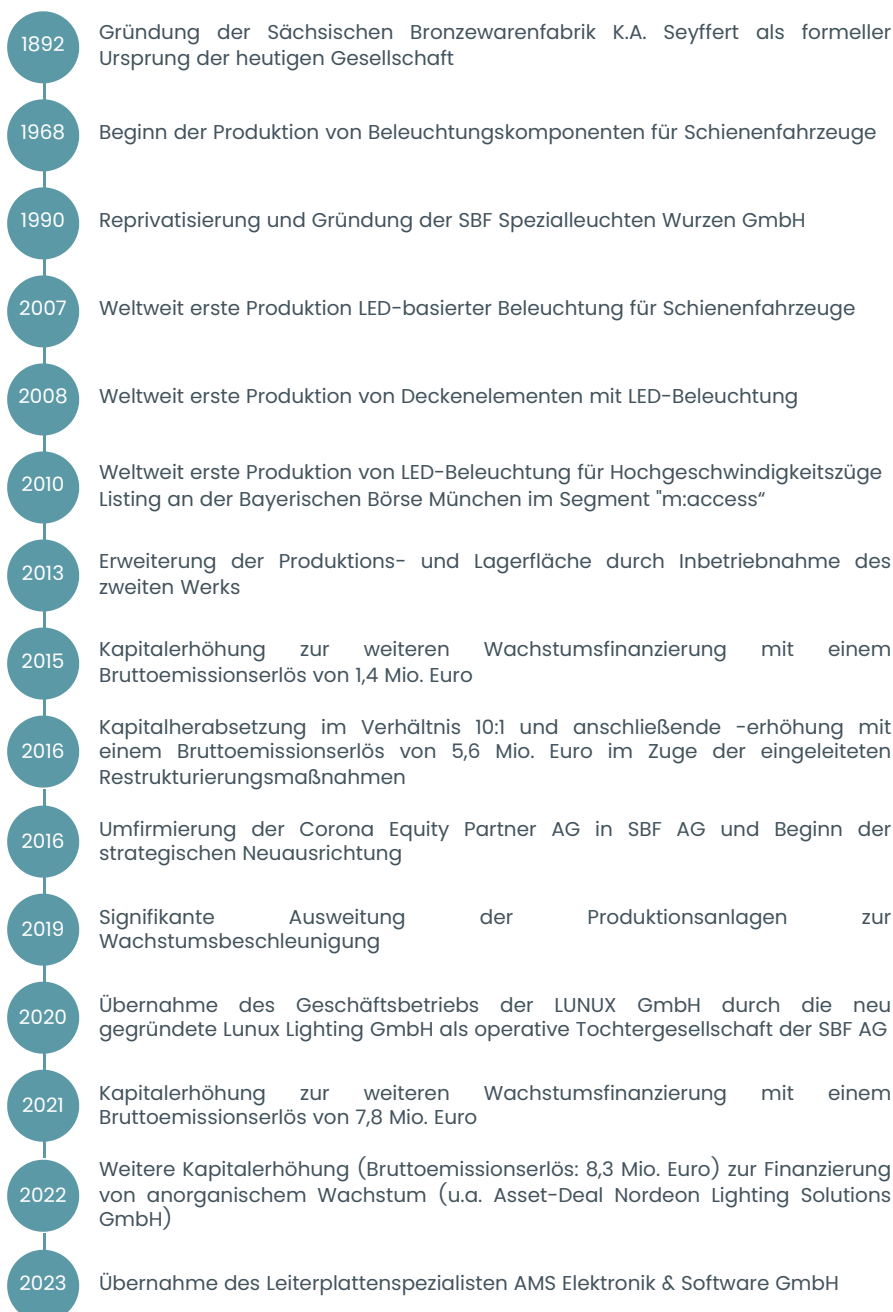 1892
Gründung der Sächsischen Bronzewarenfabrik K.A. Seyffert als formeller
Ursprung der heutigen Gesellschaft
1968
Beginn der Produktion von Beleuchtungskomponenten für Schienenfahrzeuge
1990
Reprivatisierung und Gründung der SBF Spezialleuchten Wurzen GmbH
2007
Weltweit erste Produktion LED-basierter Beleuchtung für Schienenfahrzeuge
2008
Weltweit erste Produktion von Deckenelementen mit LED-Beleuchtung
2010
Weltweit erste Produktion von LED-Beleuchtung für Hochgeschwindigkeitszüge
Listing an der Bayerischen Börse München im Segment "m:access“
2013
Erweiterung der Produktions- und Lagerfläche durch Inbetriebnahme des
zweiten Werks
2015
Kapitalerhöhung zur weiteren Wachstumsfinanzierung mit einem
Bruttoemissionserlös von 1,4 Mio. Euro
2016
Kapitalherabsetzung im Verhältnis 10:1 und anschließende -erhöhung mit
einem Bruttoemissionserlös von 5,6 Mio. Euro im Zuge der eingeleiteten
Restrukturierungsmaßnahmen
2016
Umfirmierung der Corona Equity Partner AG in SBF AG und Beginn der
strategischen Neuausrichtung
2019
Signifikante Ausweitung der Produktionsanlagen zur
Wachstumsbeschleunigung
2020
Übernahme des Geschäftsbetriebs der LUNUX GmbH durch die neu
gegründete Lunux Lighting GmbH als operative Tochtergesellschaft der SBF AG
2021
Kapitalerhöhung zur weiteren Wachstumsfinanzierung mit einem
Bruttoemissionserlös von 7,8 Mio. Euro
2022
Weitere Kapitalerhöhung (Bruttoemissionserlös: 8,3 Mio. Euro) zur Finanzierung
von anorganischem Wachstum (u.a. Asset-Deal Nordeon Lighting Solutions
GmbH)
2023
Übernahme des Leiterplattenspezialisten AMS Elektronik & Software GmbH